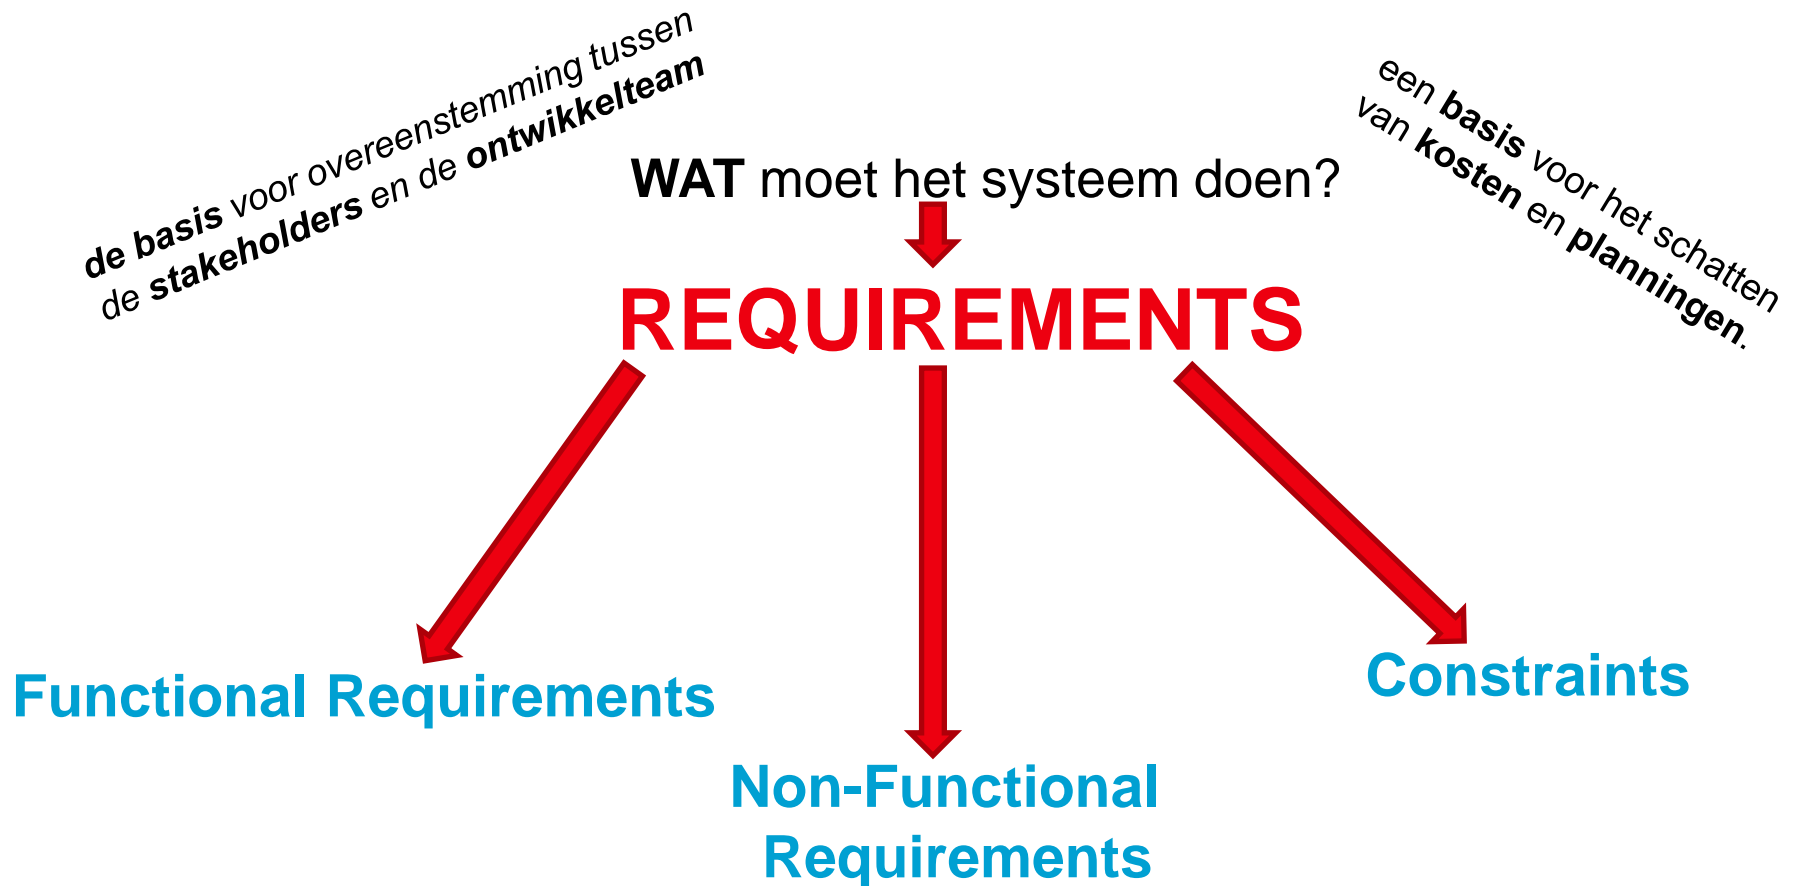 de basis voor overeenstemming tussen
de stakeholders en de ontwikkelteam
een basis voor het schatten
van kosten en planningen.
WAT moet het systeem doen?
REQUIREMENTS
Functional Requirements
Constraints
Non-Functional
Requirements